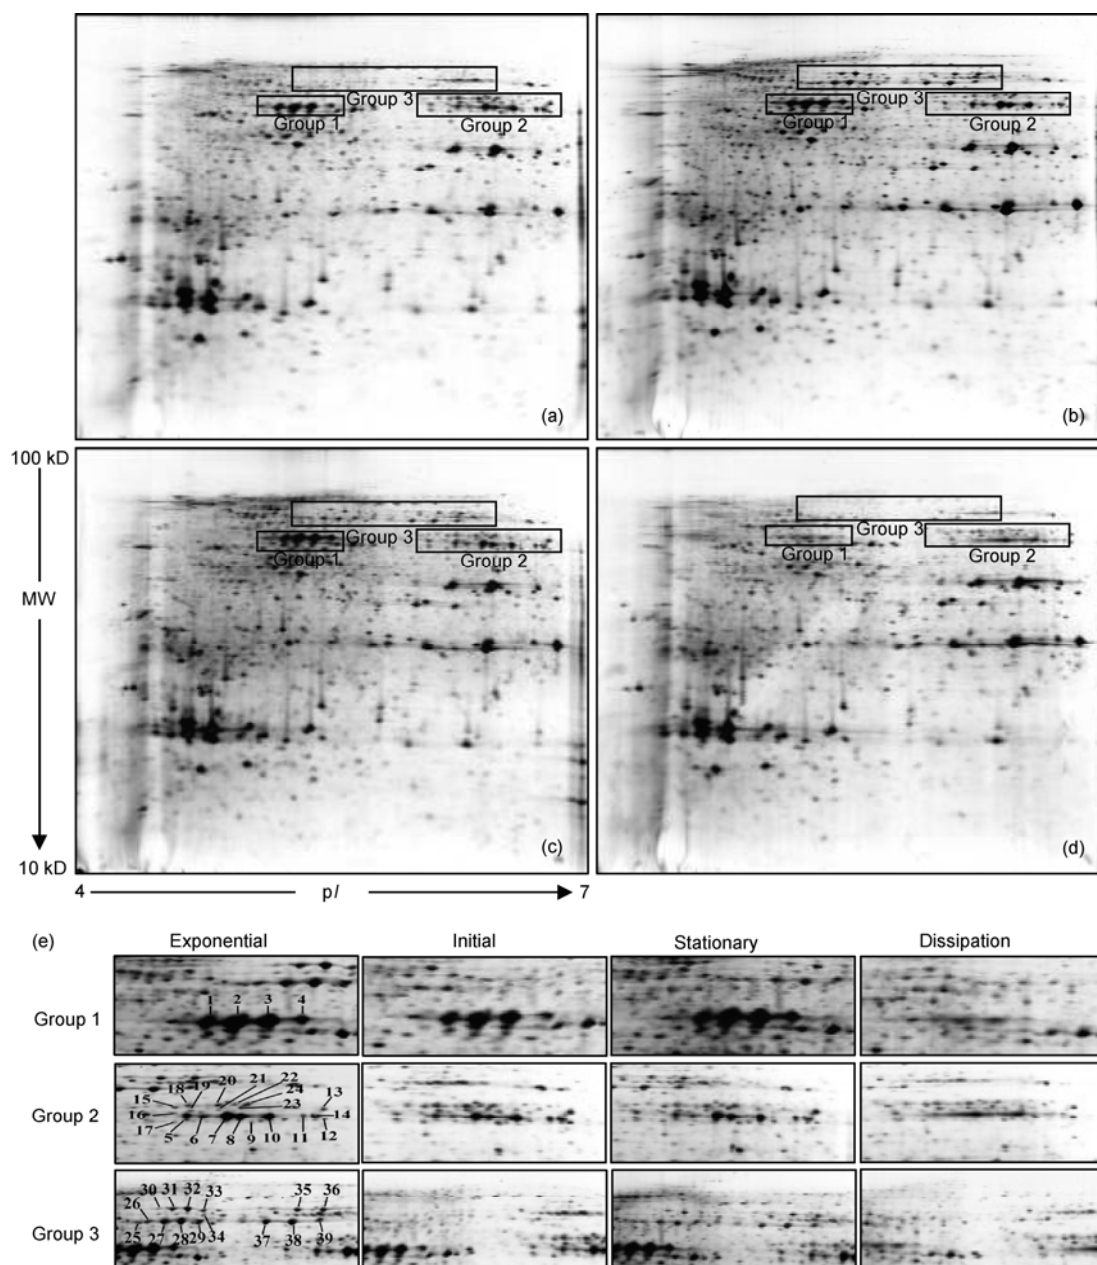 Group 3
Group 1
Group 2
(a)
Group 3
Group 1
Group 2
(b)
100 kD
MW
10 kD
Group 3
Group 1
Group 2
(c)
Group 3
Group 1
Group 2
(d)
4
pI
7
(e)
Exponential
Initial
Stationary
Dissipation
Group 1
1 2 3 4
Group 2
22
18 19 20 21
24
15
13
16
23
14
17
5 6 7 8 9 10 11 12
Group 3
30 31 32 33
35 36
26
25 27 28 29 34
37 38 39